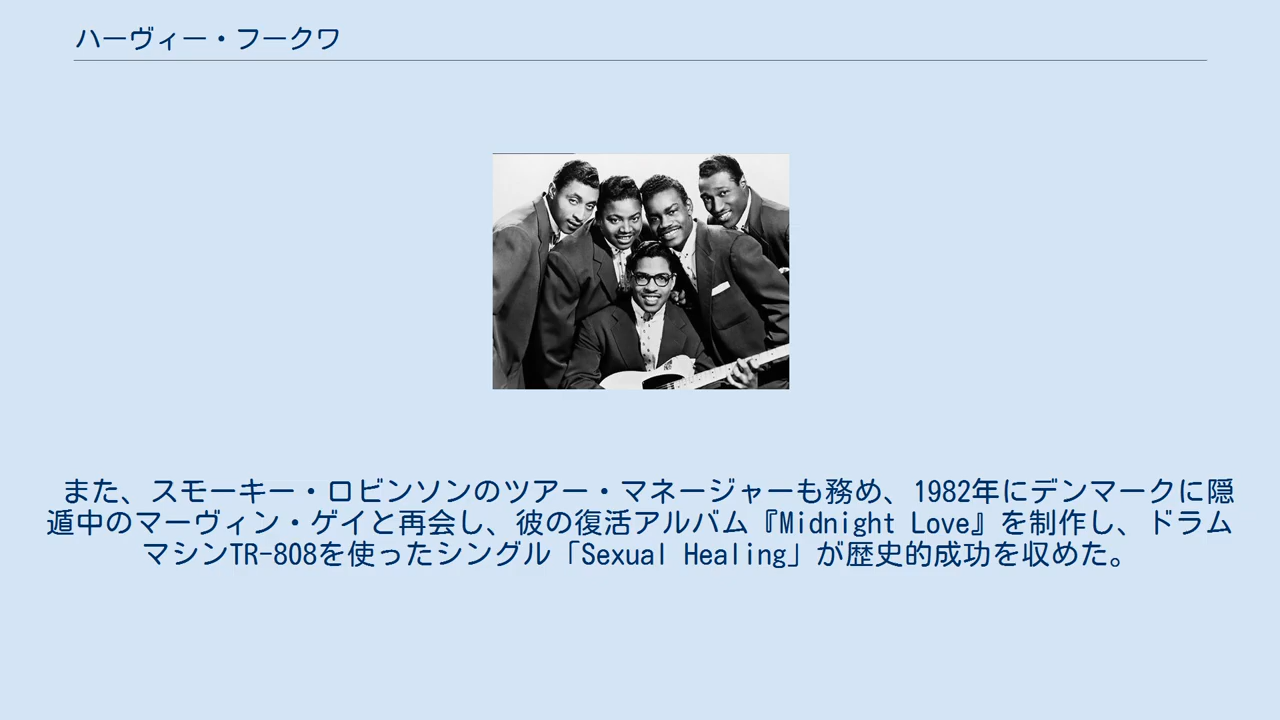 ハーヴィー・フークワ
また、スモーキー・ロビンソンのツアー・マネージャーも務め、1982年にデンマークに隠
遁中のマーヴィン・ゲイと再会し、彼の復活アルバム『Midnight Love』を制作し、ドラム
マシンTR-808を使ったシングル「Sexual Healing」が歴史的成功を収めた。